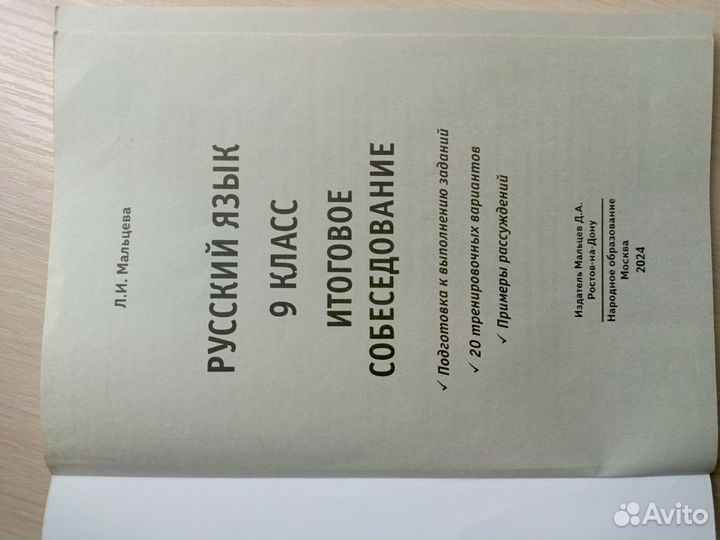 Л.И. Мальцева
РУССКИЙ ЯЗЫК
9 КЛАСС
ИТОГОВОЕ
СОБЕСЕДОВАНИЕ
✓ Подготовка к выполнению заданий
✓ 20 тренировочных вариантов
✓ Примеры рассуждений
Издатель Мальцев Д.А.
Ростов-на-Дону
Народное образование
Москва
2024
Avito